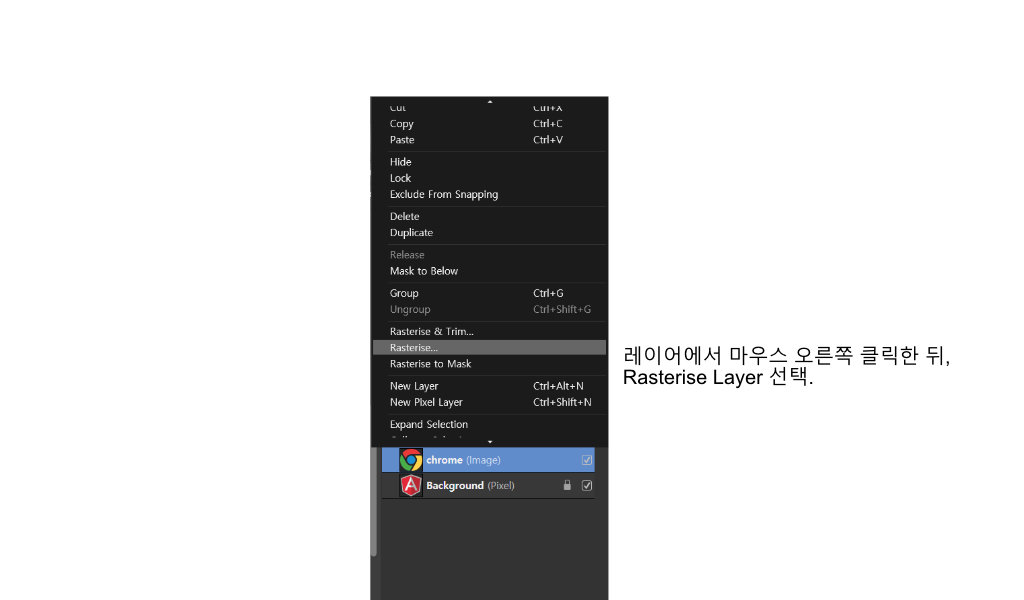 Cut Ctrl+X
Copy Ctrl+C
Paste Ctrl+V
Hide
Lock
Exclude From Snapping
Delete
Duplicate
Release
Mask to Below
Group Ctrl+G
Ungroup Ctrl+Shift+G
Rasterise & Trim...
Rasterise...
Rasterise to Mask
New Layer Ctrl+Alt+N
New Pixel Layer Ctrl+Shift+N
Expand Selection
chrome (Image)
Background (Pixel)
레이어에서 마우스 오른쪽 클릭한 뒤,
Rasterise Layer 선택.